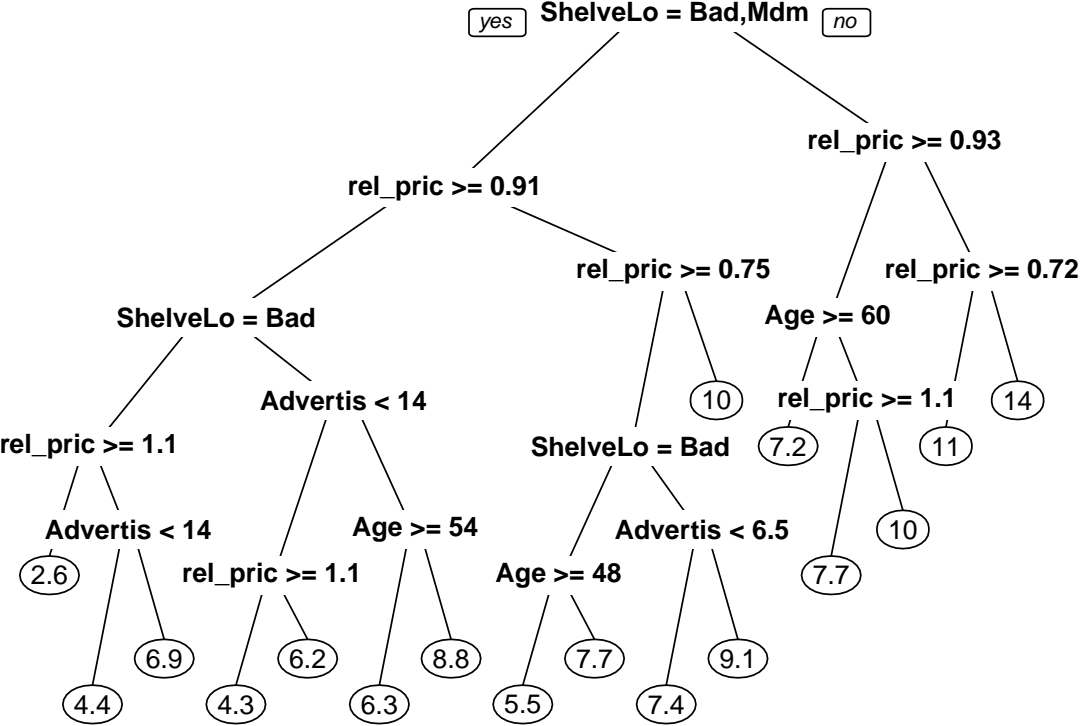 yes ShelveLo = Bad,Mdm no
rel_pric >= 0.93
rel_pric >= 0.91
rel_pric >= 0.75 rel_pric >= 0.72
ShelveLo = Bad Age >= 60
Advertis < 14 10 rel_pric >= 1.1 14
rel_pric >= 1.1 ShelveLo = Bad 7.2 11
Advertis < 14 Age >= 54 Advertis < 6.5 10
2.6 rel_pric >= 1.1 Age >= 48 7.7
6.9 6.2 8.8 7.7 9.1
4.4 4.3 6.3 5.5 7.4